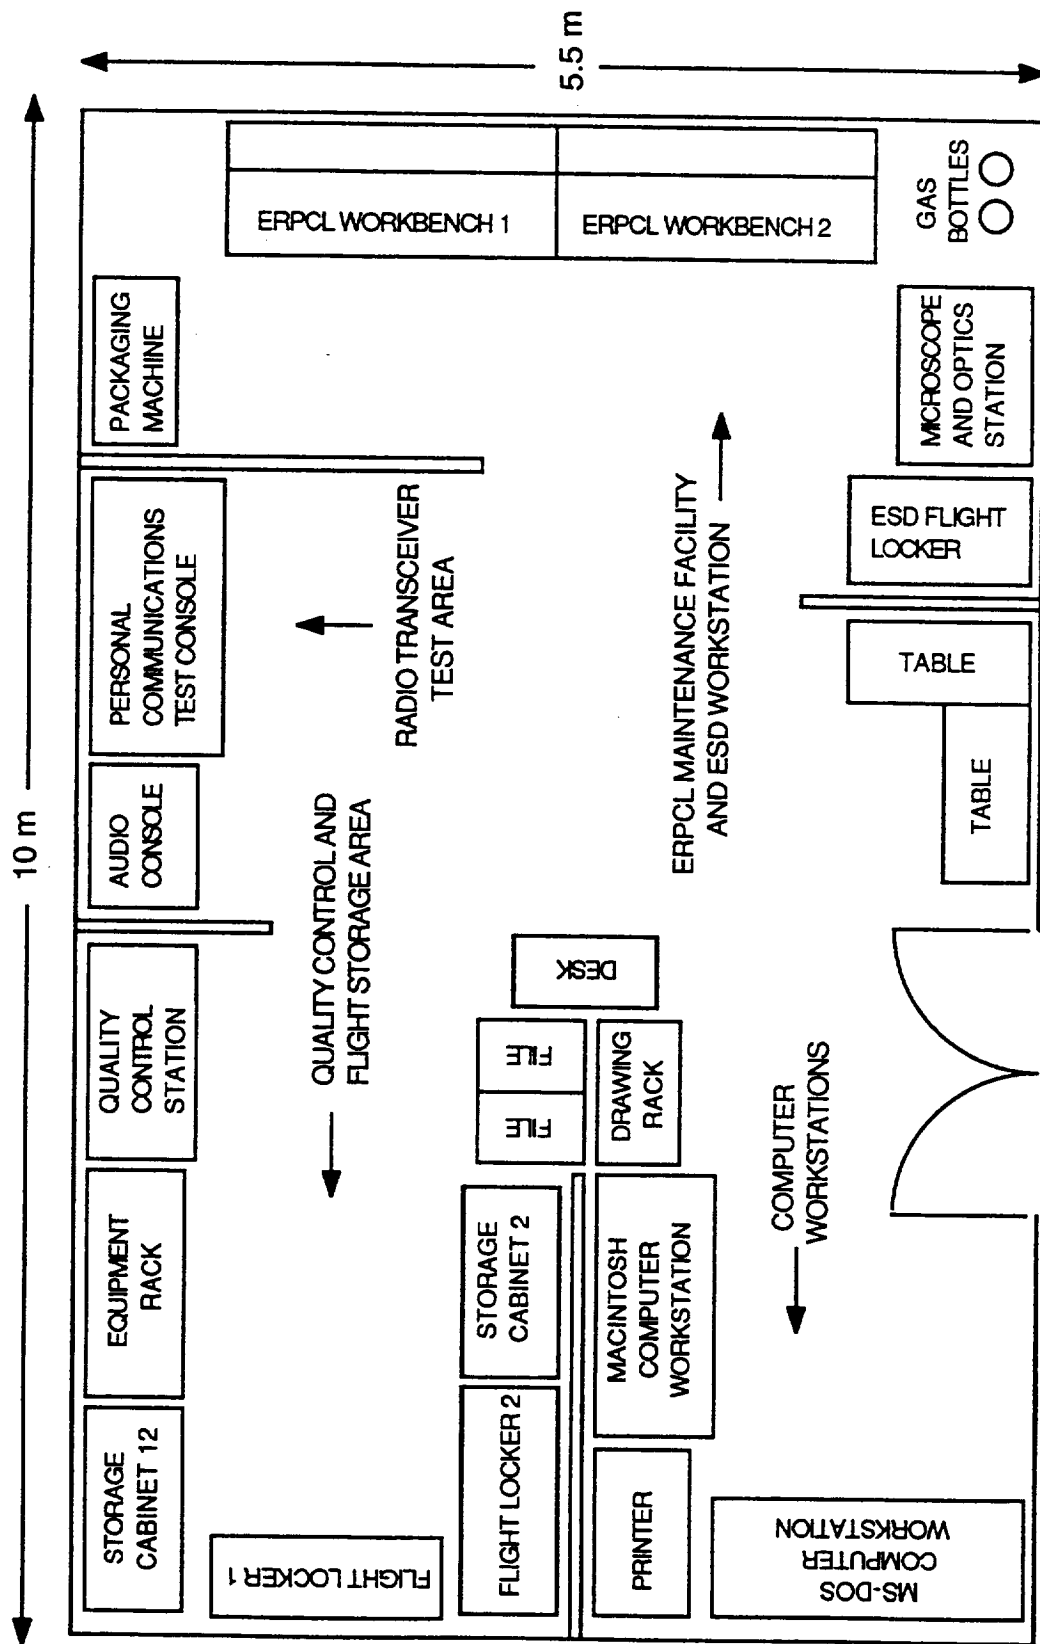 10 m
5.5 m
STORAGE
CABINET 12
EQUIPMENT
RACK
QUALITY
CONTROL
STATION
AUDIO
CONSOLE
PERSONAL
COMMUNICATIONS
TEST CONSOLE
PACKAGING
MACHINE
FLIGHT LOCKER 1
QUALITY CONTROL AND
FLIGHT STORAGE AREA
RADIO TRANSCEIVER
TEST AREA
ERPCL WORKBENCH 1
ERPCL WORKBENCH 2
FLIGHT LOCKER 2
STORAGE
CABINET 2
FILE
FILE
DESK
PRINTER
MACINTOSH
COMPUTER
WORKSTATION
DRAWING
RACK
ERPCL MAINTENANCE FACILITY
AND ESD WORKSTATION
COMPUTER
WORKSTATIONS
MS-DOS
COMPUTER
WORKSTATION
TABLE
TABLE
ESD FLIGHT
LOCKER
MICROSCOPE
AND OPTICS
STATION
GAS
BOTTLES